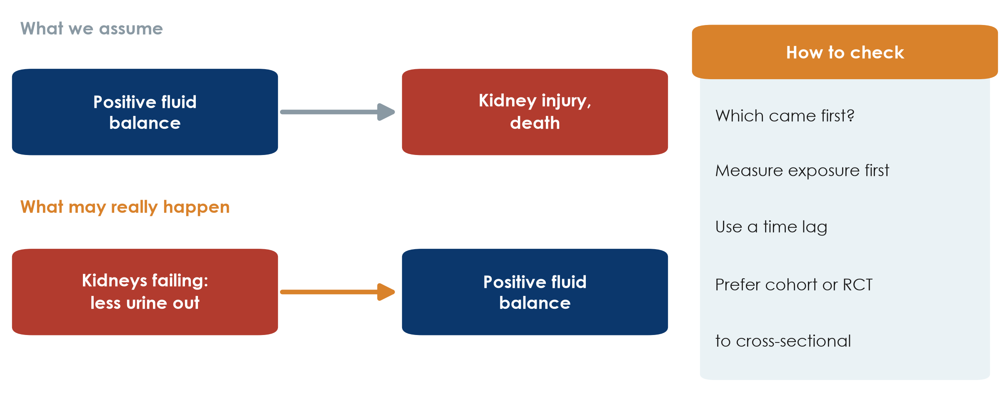 What we assume
Positive fluid
balance
Kidney injury,
death
What may really happen
Kidneys failing:
less urine out
Positive fluid
balance
How to check
Which came first?
Measure exposure first
Use a time lag
Prefer cohort or RCT
to cross-sectional